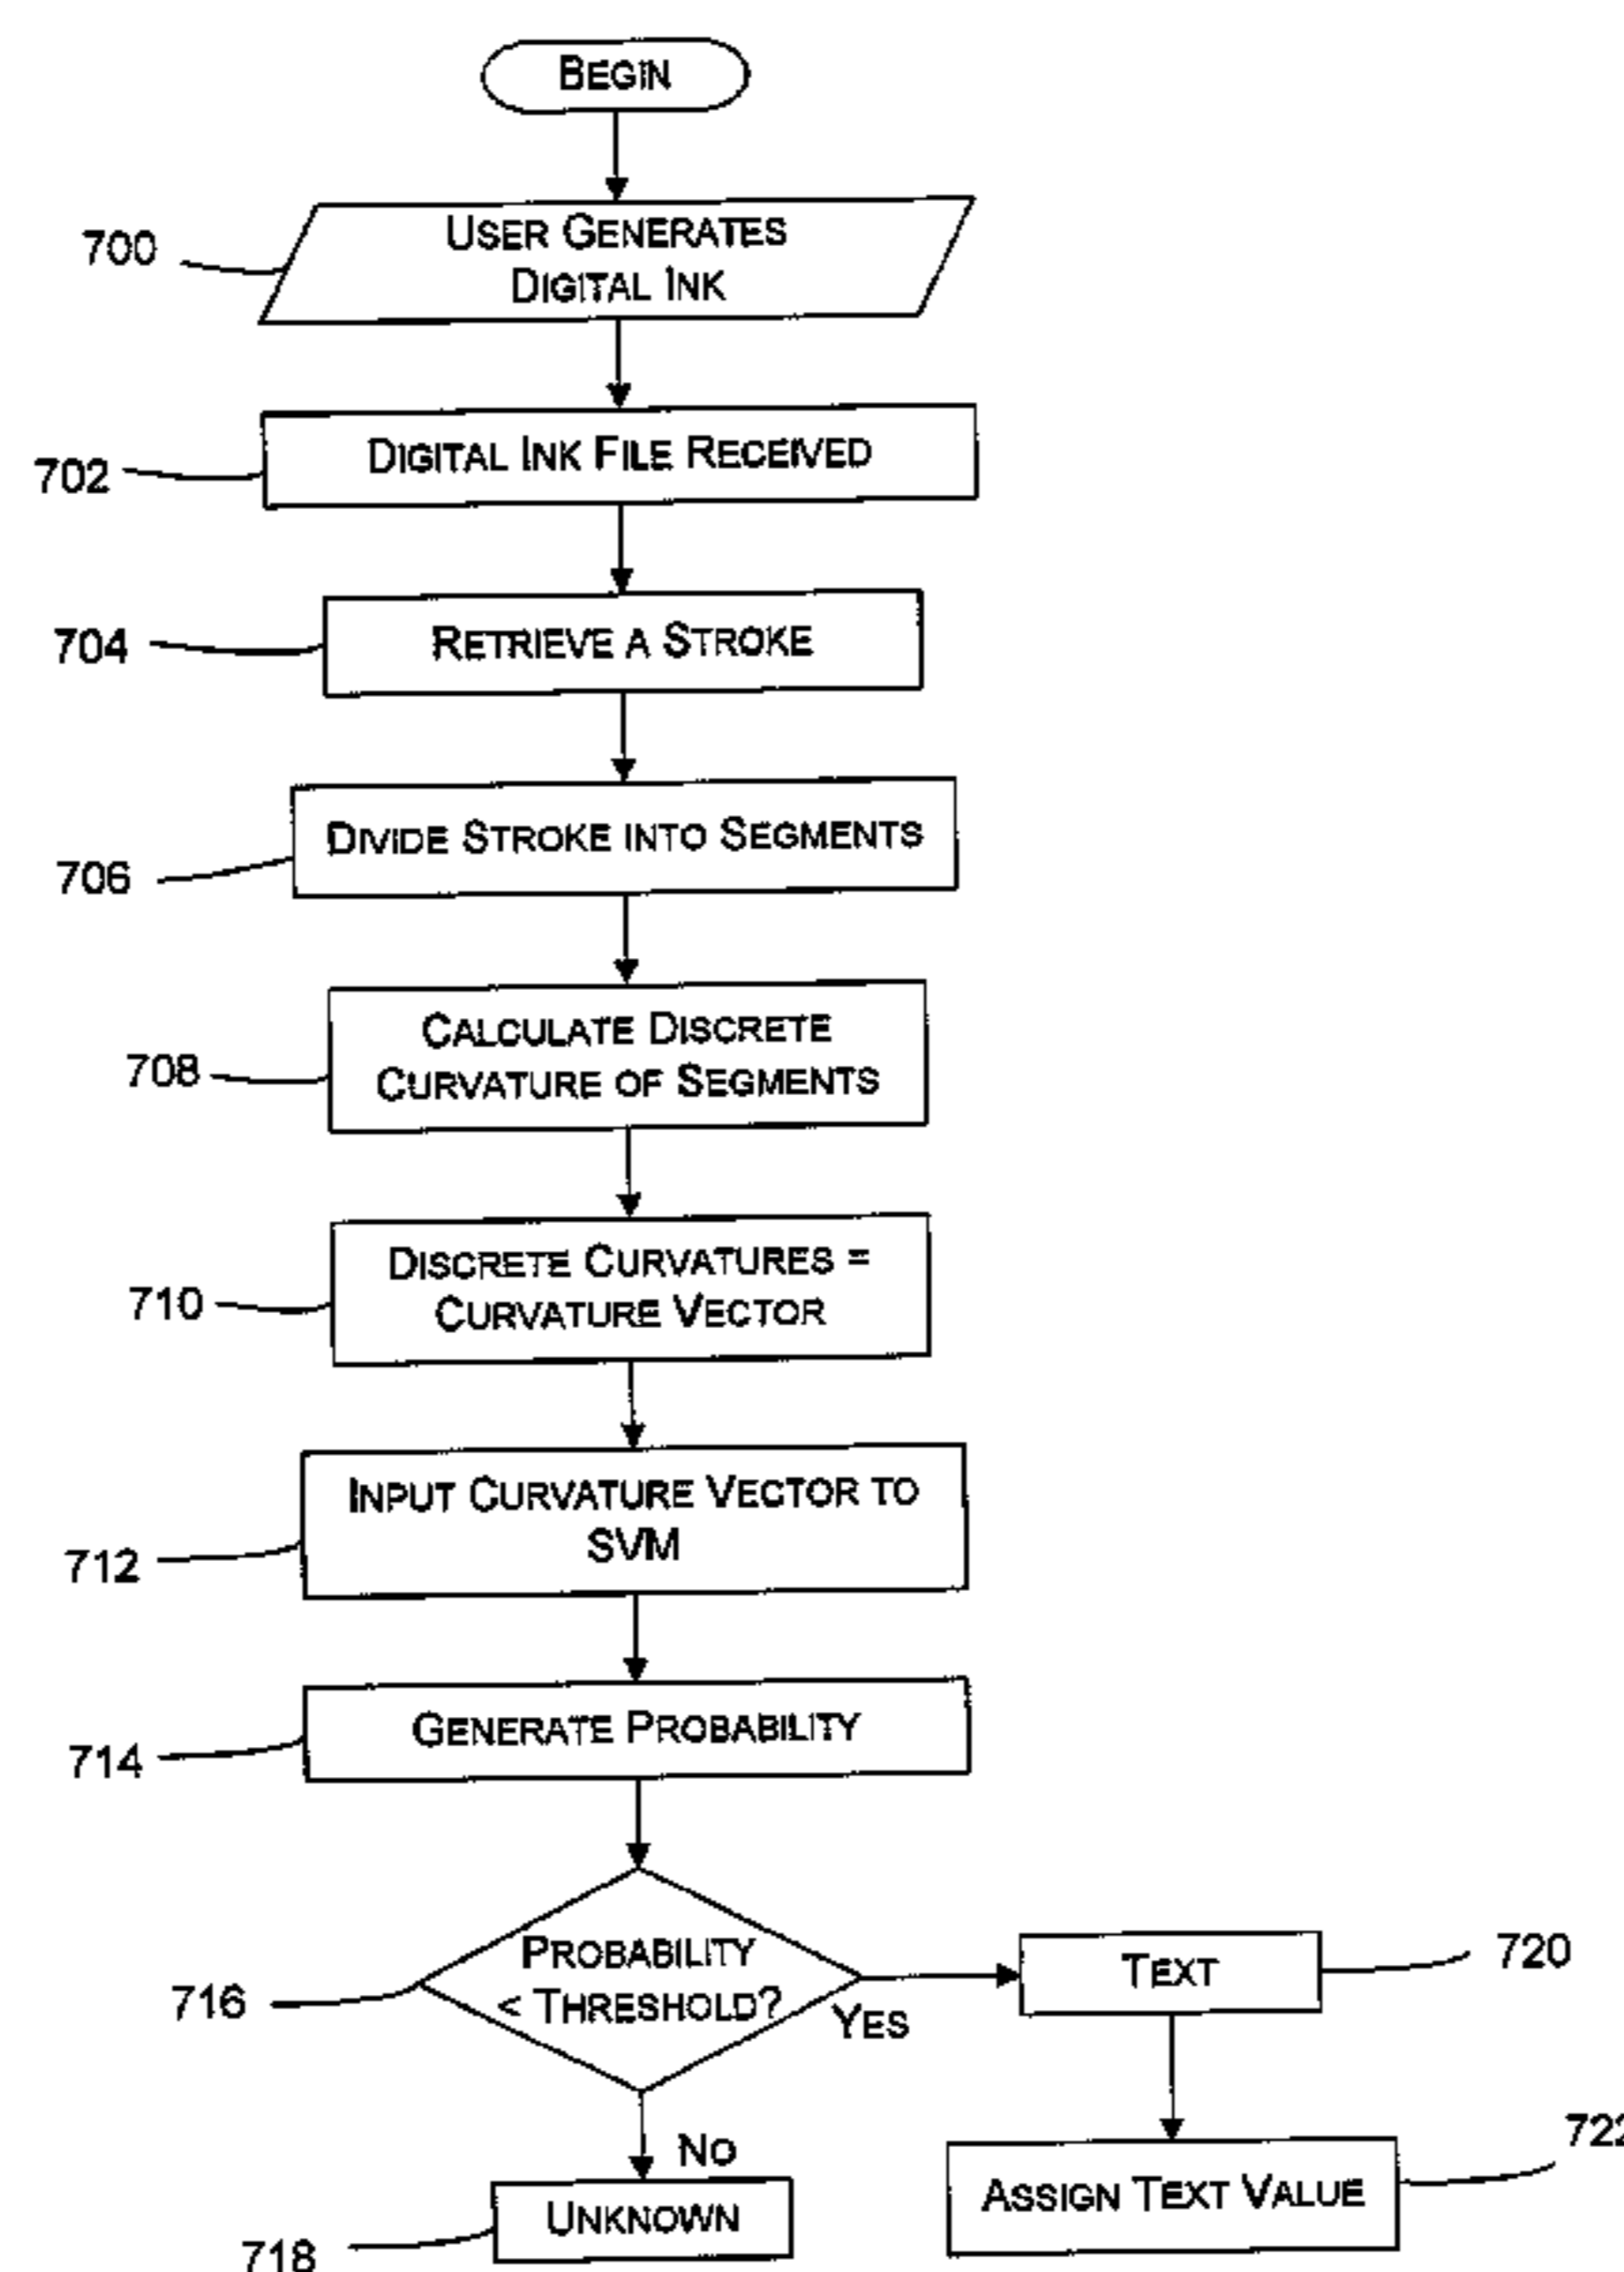 BEGIN
700
USER GENERATES
DIGITAL INK
702
DIGITAL INK FILE RECEIVED
704
RETRIEVE A STROKE
706
DIVIDE STROKE INTO SEGMENTS
708
CALCULATE DISCRETE
CURVATURE OF SEGMENTS
710
DISCRETE CURVATURES =
CURVATURE VECTOR
712
INPUT CURVATURE VECTOR TO
SVM
714
GENERATE PROBABILITY
716
PROBABILITY
< THRESHOLD?
YES
TEXT
720
NO
UNKNOWN
718
ASSIGN TEXT VALUE
722